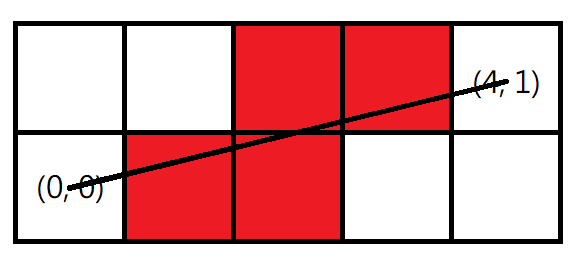 (4, 1)
(0, 0)